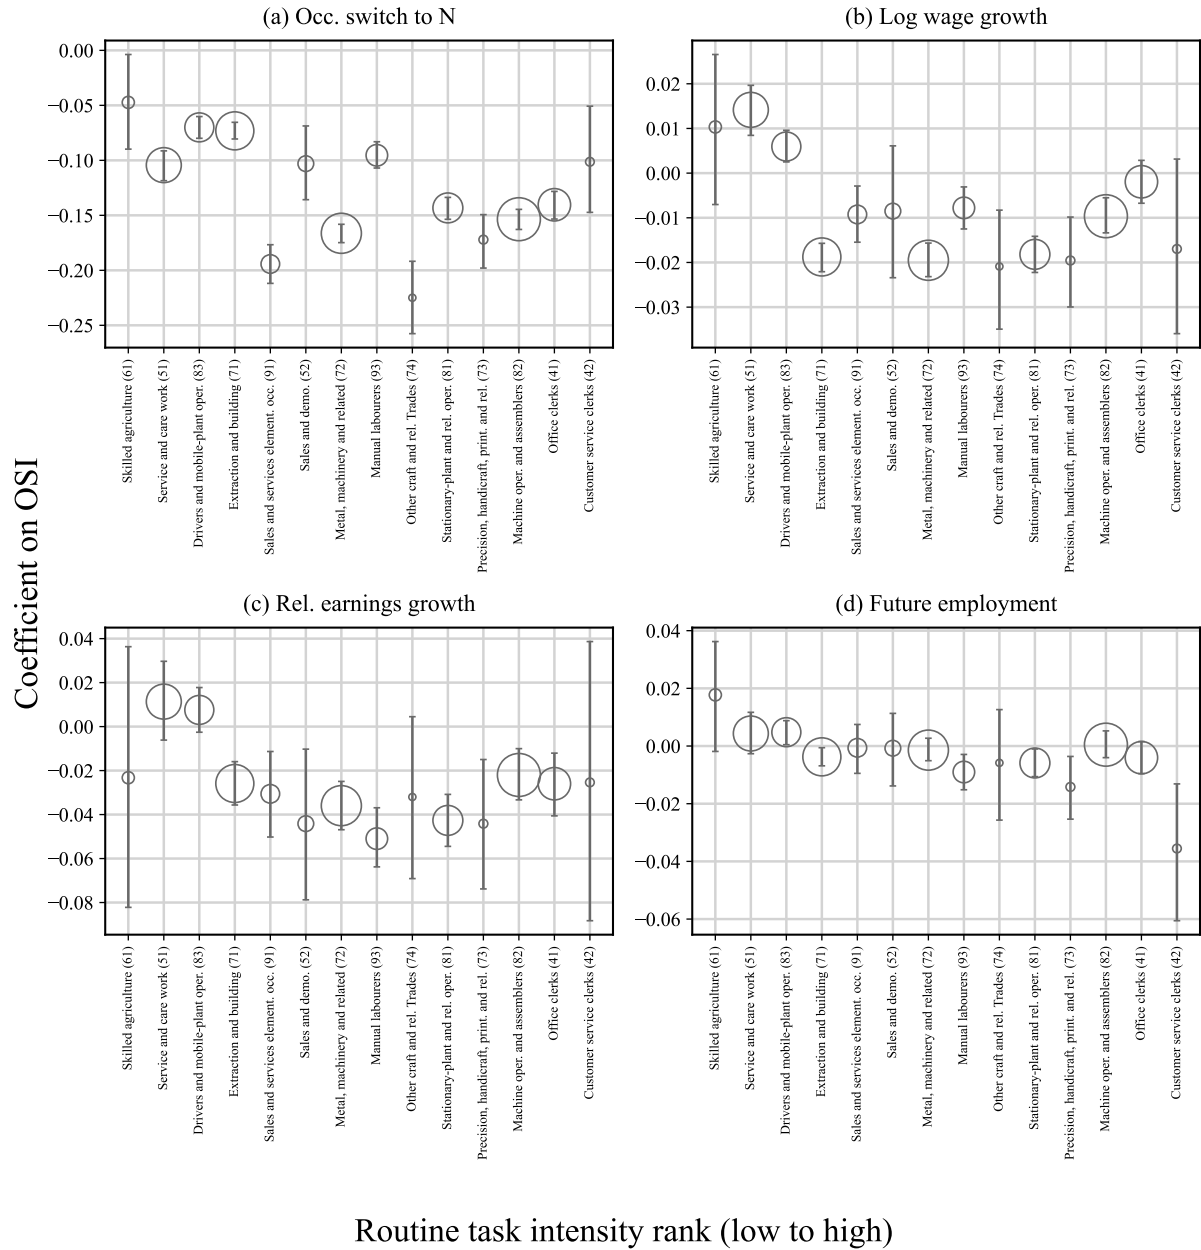 (a) Occ. switch to N
(b) Log wage growth
0.00
−0.05
−0.10
−0.15
−0.20
−0.25
0.02
0.01
0.00
−0.01
−0.02
−0.03
Skilled agriculture (61)
Service and care work (51)
Drivers and mobile-plant oper. (83)
Extraction and building (71)
Sales and services element. occ. (91)
Sales and demo. (52)
Metal, machinery and related (72)
Manual labourers (93)
Other craft and rel. Trades (74)
Stationary-plant and rel. oper. (81)
Precision, handicraft, print. and rel. (73)
Machine oper. and assemblers (82)
Office clerks (41)
Customer service clerks (42)
Skilled agriculture (61)
Service and care work (51)
Drivers and mobile-plant oper. (83)
Extraction and building (71)
Sales and services element. occ. (91)
Sales and demo. (52)
Metal, machinery and related (72)
Manual labourers (93)
Other craft and rel. Trades (74)
Stationary-plant and rel. oper. (81)
Precision, handicraft, print. and rel. (73)
Machine oper. and assemblers (82)
Office clerks (41)
Customer service clerks (42)
Coefficient on OSI
(c) Rel. earnings growth
(d) Future employment
0.04
0.02
0.00
−0.02
−0.04
−0.06
−0.08
0.04
0.02
0.00
−0.02
−0.04
−0.06
Skilled agriculture (61)
Service and care work (51)
Drivers and mobile-plant oper. (83)
Extraction and building (71)
Sales and services element. occ. (91)
Sales and demo. (52)
Metal, machinery and related (72)
Manual labourers (93)
Other craft and rel. Trades (74)
Stationary-plant and rel. oper. (81)
Precision, handicraft, print. and rel. (73)
Machine oper. and assemblers (82)
Office clerks (41)
Customer service clerks (42)
Skilled agriculture (61)
Service and care work (51)
Drivers and mobile-plant oper. (83)
Extraction and building (71)
Sales and services element. occ. (91)
Sales and demo. (52)
Metal, machinery and related (72)
Manual labourers (93)
Other craft and rel. Trades (74)
Stationary-plant and rel. oper. (81)
Precision, handicraft, print. and rel. (73)
Machine oper. and assemblers (82)
Office clerks (41)
Customer service clerks (42)
Routine task intensity rank (low to high)